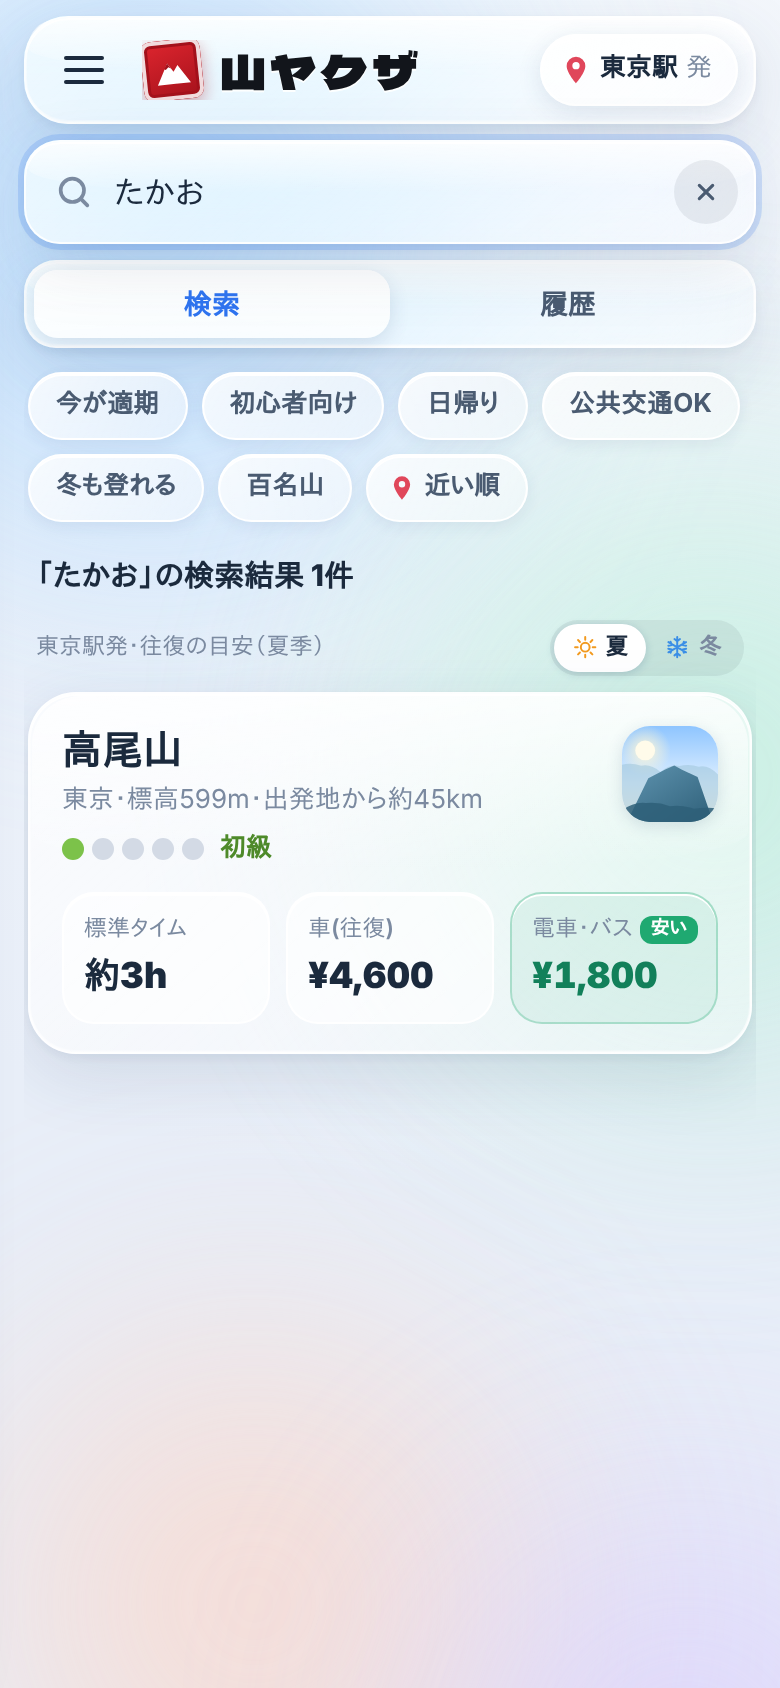 山ヤクザ
東京駅 発
たかお
検索
履歴
今が適期 初心者向け 日帰り 公共交通OK
冬も登れる 百名山 近い順
「たかお」の検索結果 1件
東京駅発・往復の目安（夏季）
夏 冬
高尾山
東京・標高599m・出発地から約45km
初級
標準タイム
約3h
車(往復)
¥4,600
電車・バス 安い
¥1,800